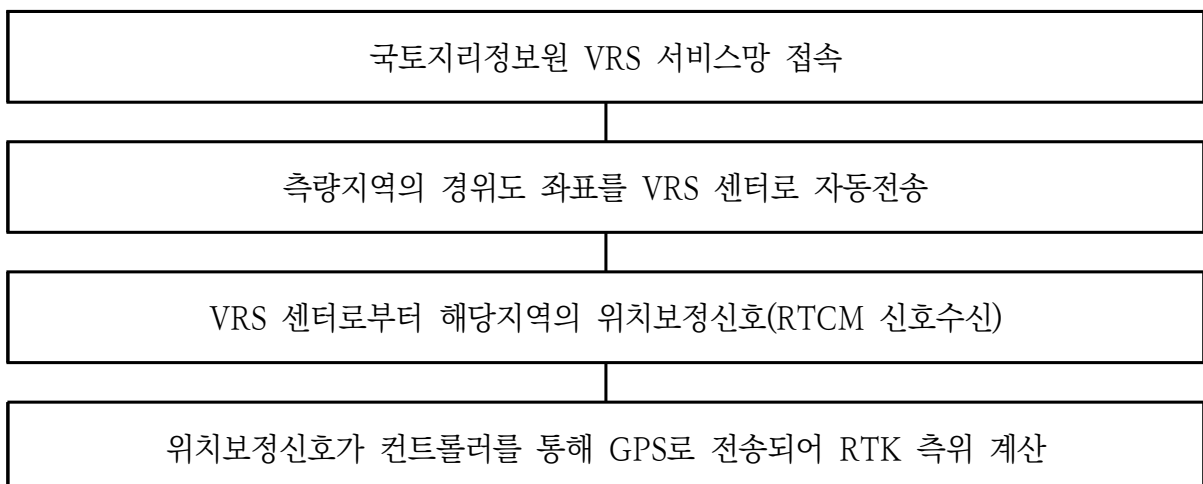 국토지리정보원 VRS 서비스망 접속
측량지역의 경위도 좌표를 VRS 센터로 자동전송
VRS 센터로부터 해당지역의 위치보정신호(RTCM 신호수신)
위치보정신호가 컨트롤러를 통해 GPS로 전송되어 RTK 측위 계산